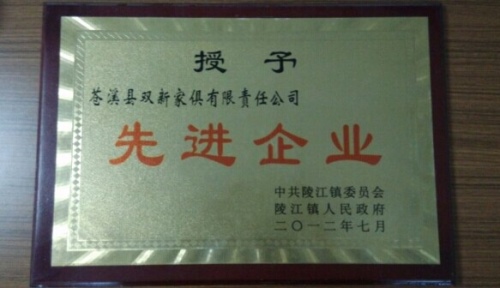 授予
苍溪县双新家俱有限责任公司
先进企业
中共陵江镇委员会
陵江镇人民政府
二〇一二年七月